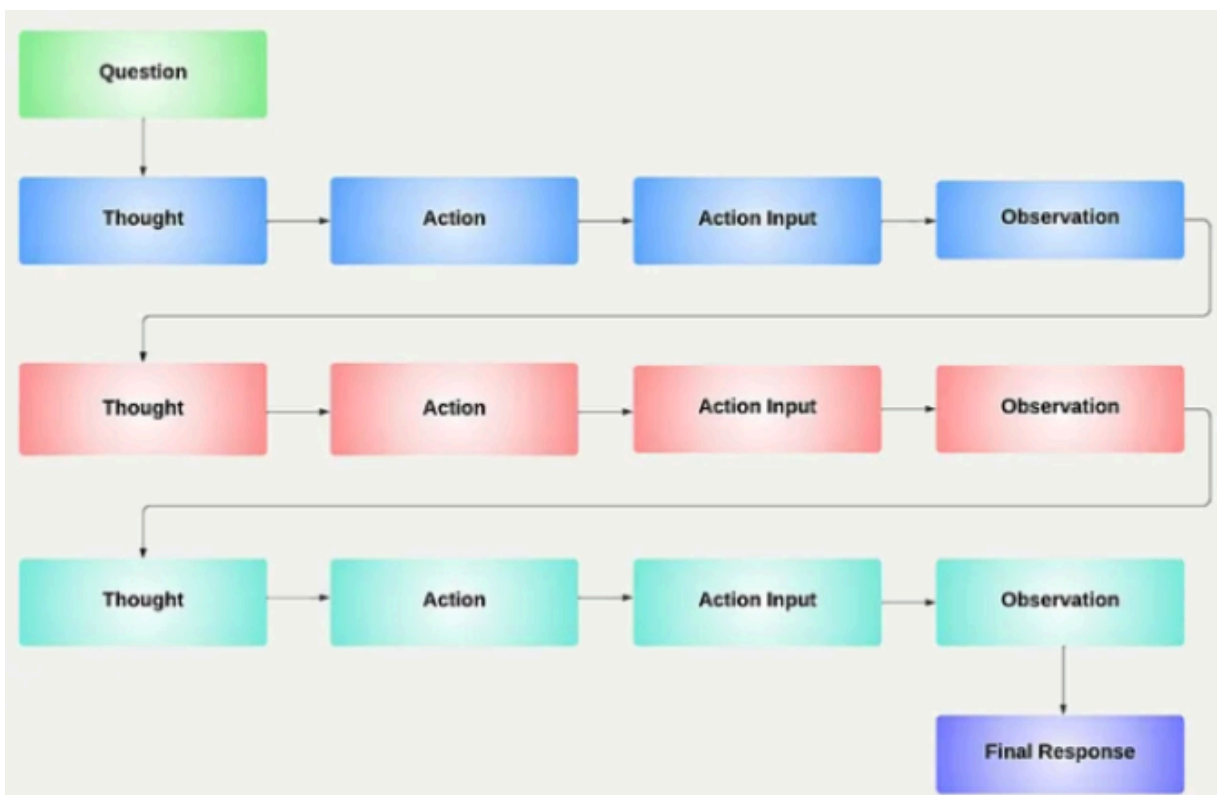 Question
Thought
Action
Action Input
Observation
Thought
Action
Action Input
Observation
Thought
Action
Action Input
Observation
Final Response